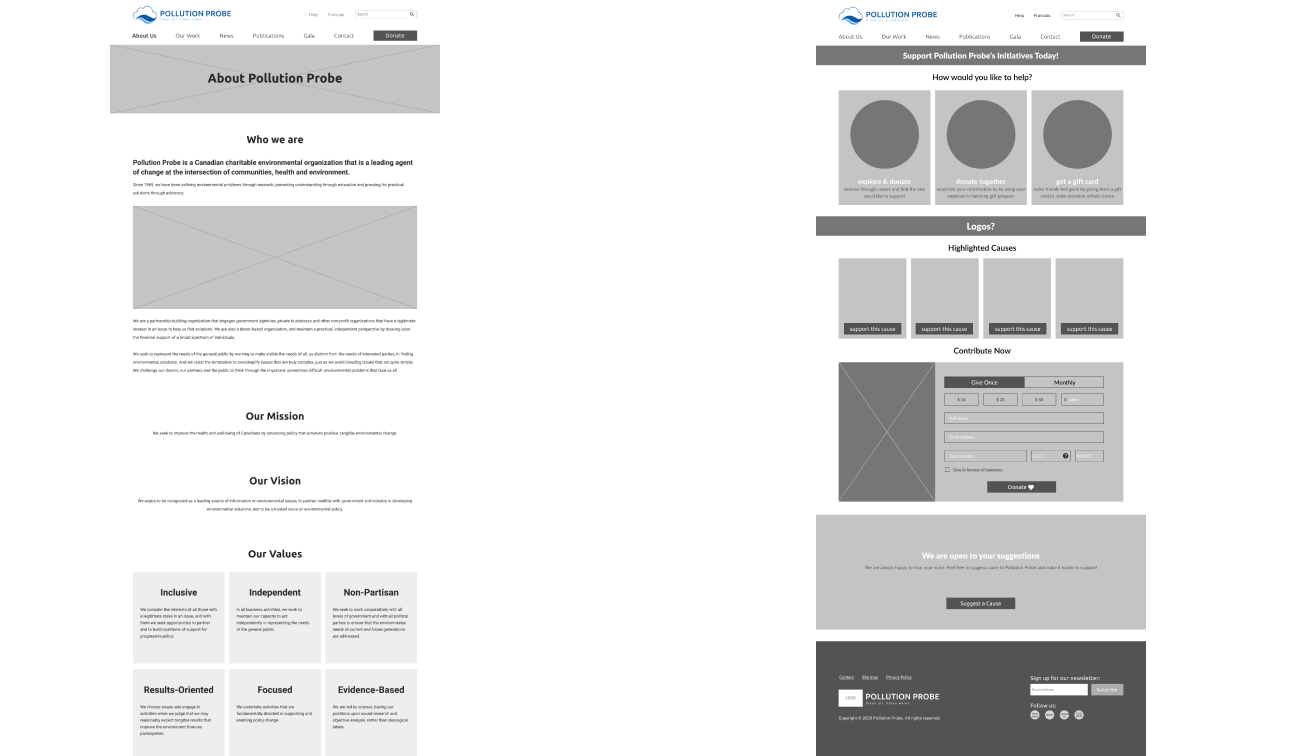 POLLUTION PROBE
Clean air. Clean water.
Help
Francais
Search
About Us
Our Work
News
Publications
Gala
Contact
Donate
About Pollution Probe
Who we are
Pollution Probe is a Canadian charitable environmental organization that is a leading agent
of change at the intersection of communities, health and environment.
Since 1969, we have been defining environmental problems through research, promoting understanding through education and pressing for practical
solutions through advocacy.
We are a partnership-building organization that engages government agencies, private businesses and other non-profit organizations that have a legitimate
interest in an issue to help us find solutions. We are also a donor-based organization, and maintain a practical, independent perspective by drawing upon
the financial support of a broad spectrum of individuals.
We seek to represent the needs of the general public by working to make visible the needs of all, as distinct from the needs of interested parties, in finding
environmental solutions. And we resist the temptation to oversimplify issues that are truly complex, just as we avoid clouding issues that are quite simple.
We challenge our donors, our partners and the public to think through the important, sometimes difficult, environmental problems that face us all.
Our Mission
We seek to improve the health and well-being of Canadians by advancing policy that achieves positive, tangible environmental change.
Our Vision
We aspire to be recognized as a leading source of information on environmental issues, to partner credibly with government and industry in developing
environmental solutions, and to be a trusted voice on environmental policy.
Our Values
Inclusive
We consider the interests of all those with
a legitimate stake in an issue, and with
them we seek opportunities to partner
and to build coalitions of support for
progressive policy.
Independent
In all business activities, we work to
maintain our capacity to act
independently in representing the needs
of the general public.
Non-Partisan
We seek to work cooperatively with all
levels of government and with all political
parties to ensure that the environmental
needs of current and future generations
are addressed.
Results-Oriented
We choose issues and engage in
activities when we judge that we may
reasonably expect tangible results that
improve the environment from our
participation.
Focused
We undertake activities that are
fundamentally directed at supporting and
enabling policy change.
Evidence-Based
We are led by science, basing our
positions upon sound research and
objective analysis, rather than ideological
labels.
POLLUTION PROBE
Clean air. Clean water.
Help
Francais
Search
About Us
Our Work
News
Publications
Gala
Contact
Donate
Support Pollution Probe's Initiatives Today!
How would you like to help?
explore & donate
browse through causes and find the one
you'd like to support
donate together
maximize your contribution by by using your
employer's matching gift program
get a gift card
make friends feel good by giving them a gift
card to make donation of their choice
Logos?
Highlighted Causes
support this cause
support this cause
support this cause
support this cause
Contribute Now
Give Once
Monthly
$ 10
$ 25
$ 50
$
Full Name
Email Address
Card Number
Give in honour of someone
Donate
We are open to your suggestions
We are always happy to hear your voice. Feel free to suggest cause to Pollution Probe and make it easier to support!
Suggest a Cause
Contact
Site map
Privacy Policy
LOGO
POLLUTION PROBE
Clean air. Clean water.
Copyright © 2020 Pollution Probe. All rights reserved.
Sign up for our newsletter:
Email address
Subscribe
Follow us: